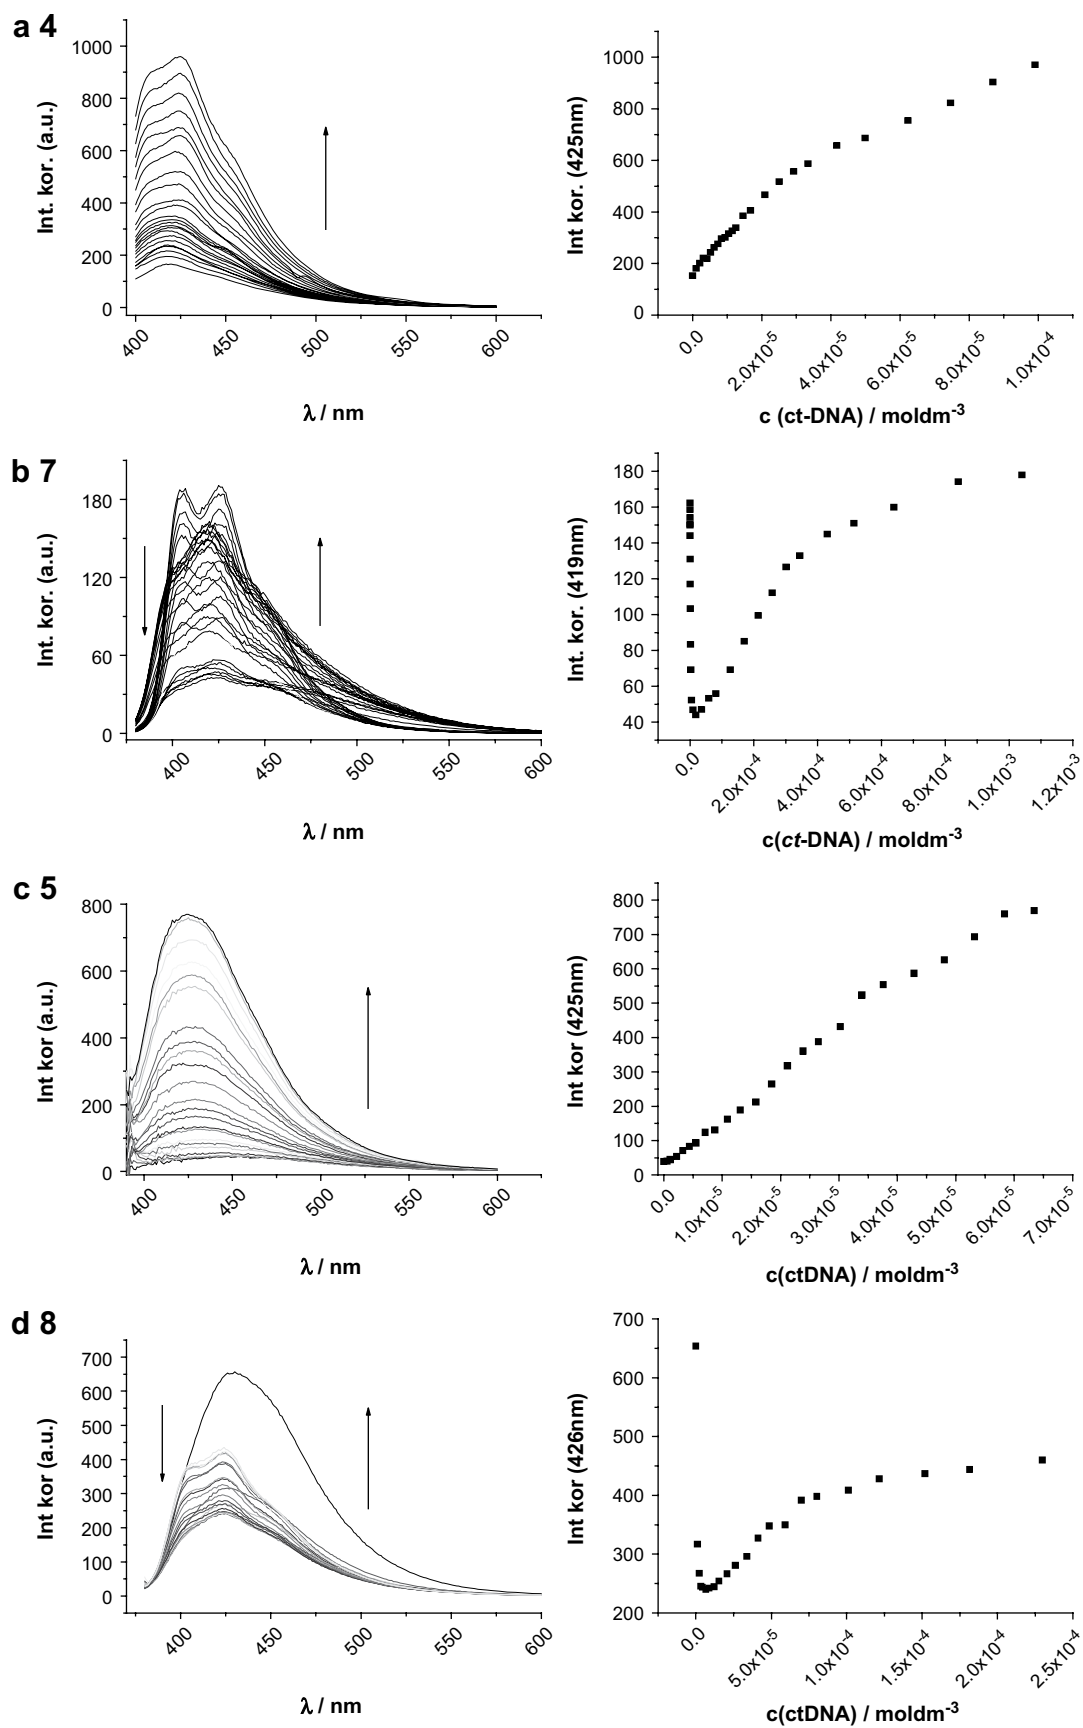 a 4
Int. kor. (a.u.)
1000
800
600
400
200
0
400
450
500
550
600
λ / nm
Int kor. (425nm)
1000
800
600
400
200
0
0.0
2.0x10⁻⁵
4.0x10⁻⁵
6.0x10⁻⁵
8.0x10⁻⁵
1.0x10⁻⁴
c (ct-DNA) / moldm⁻³
b 7
Int. kor. (a.u.)
180
120
60
0
400
450
500
550
600
λ / nm
Int. kor. (419nm)
180
160
140
120
100
80
60
40
0.0
2.0x10⁻⁴
4.0x10⁻⁴
6.0x10⁻⁴
8.0x10⁻⁴
1.0x10⁻³
1.2x10⁻³
c(ct-DNA) / moldm⁻³
c 5
Int kor (a.u.)
800
600
400
200
0
400
450
500
550
600
λ / nm
Int kor (425nm)
800
700
600
500
400
300
200
100
0
0.0
1.0x10⁻⁵
2.0x10⁻⁵
3.0x10⁻⁵
4.0x10⁻⁵
5.0x10⁻⁵
6.0x10⁻⁵
7.0x10⁻⁵
c(ctDNA) / moldm⁻³
d 8
Int kor (a.u.)
700
600
500
400
300
200
100
0
400
450
500
550
600
λ / nm
Int kor (426nm)
700
600
500
400
300
200
0.0
5.0x10⁻⁵
1.0x10⁻⁴
1.5x10⁻⁴
2.0x10⁻⁴
2.5x10⁻⁴
c(ctDNA) / moldm⁻³